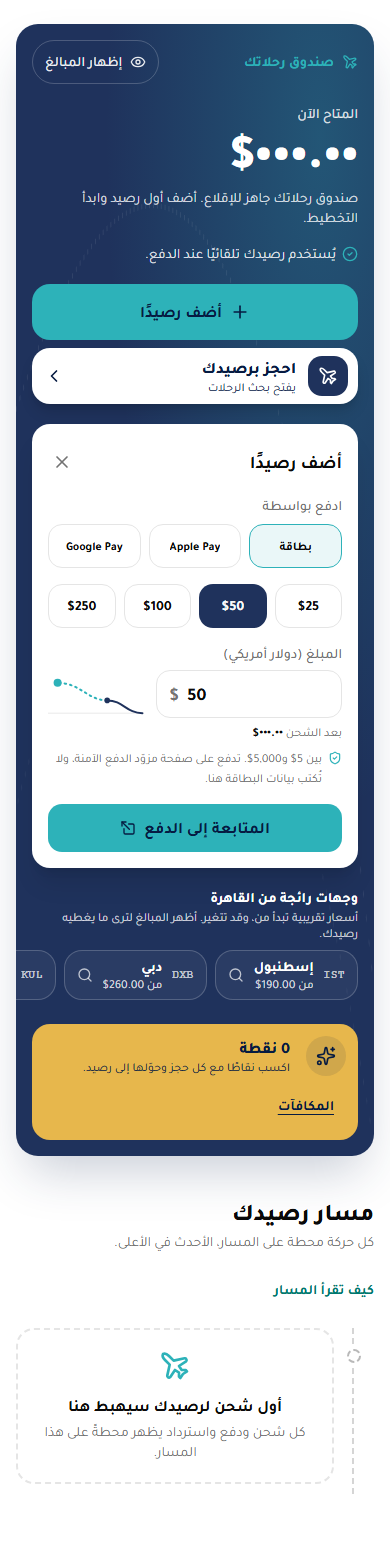 صندوق رحلاتك
إظهار المبالغ
المتاح الآن
$•••.••
صندوق رحلاتك جاهز للإقلاع. أضف أول رصيد وابدأ
التخطيط.
يُستخدم رصيدك تلقائيًا عند الدفع.
أضف رصيدًا
احجز برصيدك
يفتح بحث الرحلات
أضف رصيدًا
ادفع بواسطة
بطاقة
Apple Pay
Google Pay
$25
$50
$100
$250
المبلغ (دولار أمريكي)
$ 50
بعد الشحن $•••.••
بين $5 و$5,000. تدفع على صفحة مزوّد الدفع الآمنة، ولا
تُكتب بيانات البطاقة هنا.
المتابعة إلى الدفع
وجهات رائجة من القاهرة
أسعار تقريبية تبدأ من، وقد تتغير. أظهر المبالغ لترى ما يغطيه
رصيدك.
IST
إسطنبول
من $190.00
DXB
دبي
من $260.00
KUL
0 نقطة
اكسب نقاطًا مع كل حجز وحوّلها إلى رصيد.
المكافآت
مسار رصيدك
كل حركة محطة على المسار، الأحدث في الأعلى.
كيف تقرأ المسار
أول شحن لرصيدك سيهبط هنا
كل شحن ودفع واسترداد يظهر محطةً على هذا
المسار.